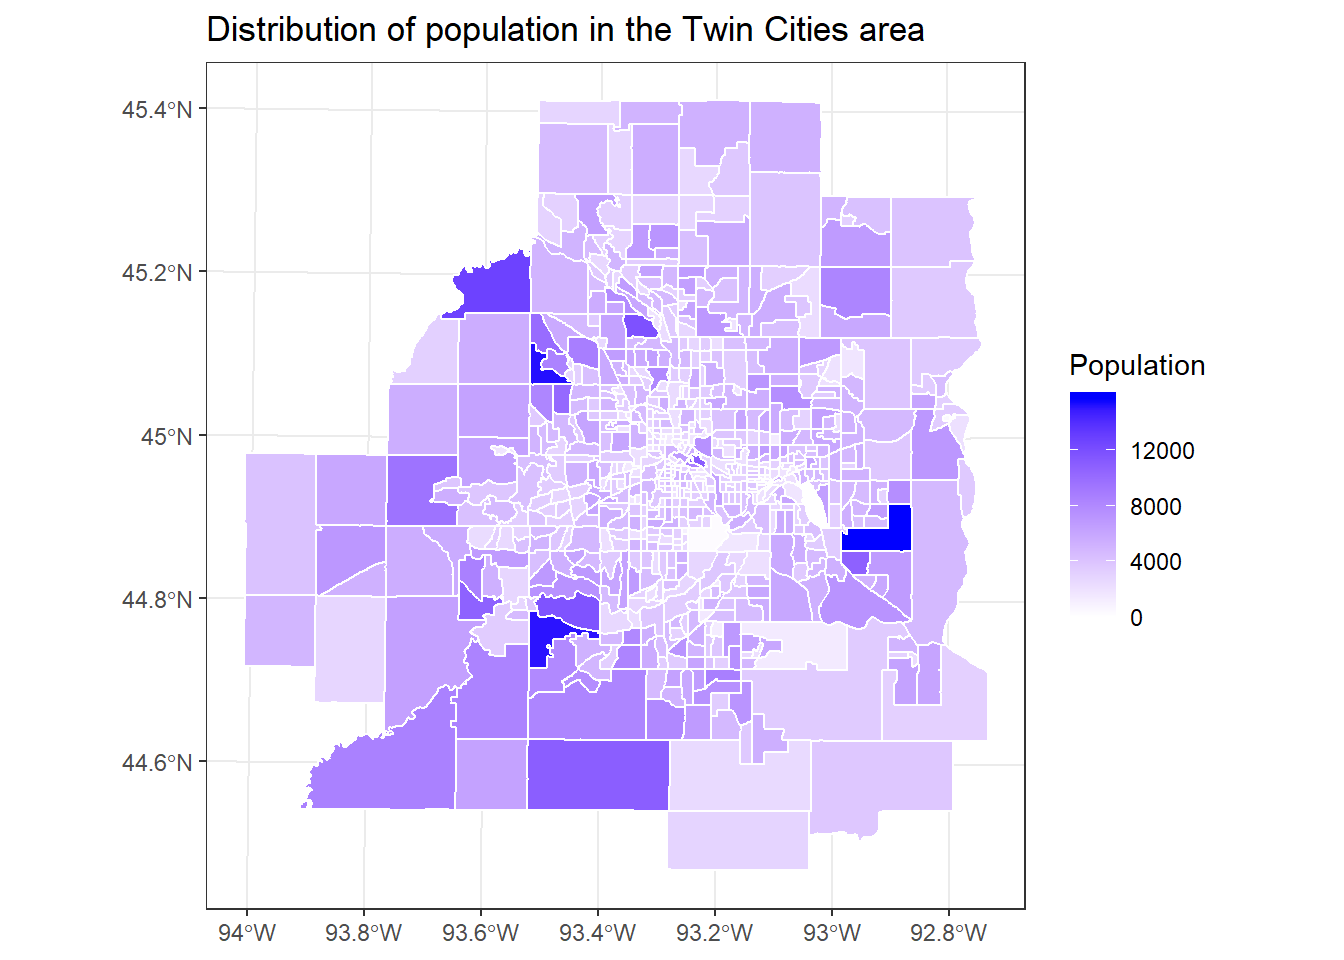 Distribution of population in the Twin Cities area
45.4°N
45.2°N
45°N
44.8°N
44.6°N
94°W
93.8°W
93.6°W
93.4°W
93.2°W
93°W
92.8°W
Population
12000
8000
4000
0